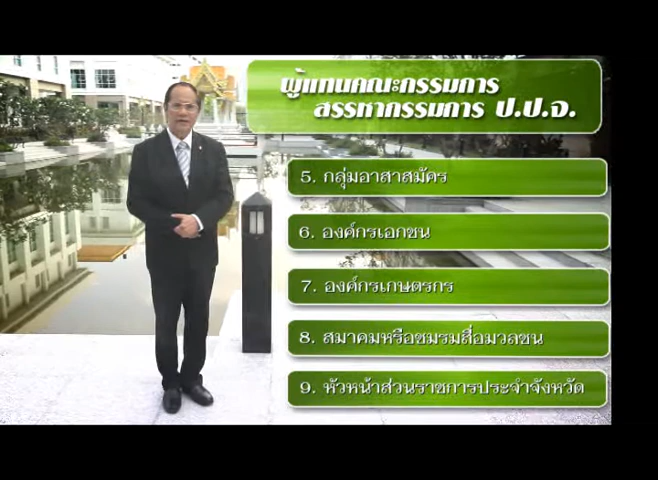 ผู้แทนคณะกรรมการ
สรรหากรรมการ ป.ป.จ.
5. กลุ่มอาสาสมัคร
6. องค์กรเอกชน
7. องค์กรเกษตรกร
8. สมาคมหรือชมรมสื่อมวลชน
9. หัวหน้าส่วนราชการประจำจังหวัด